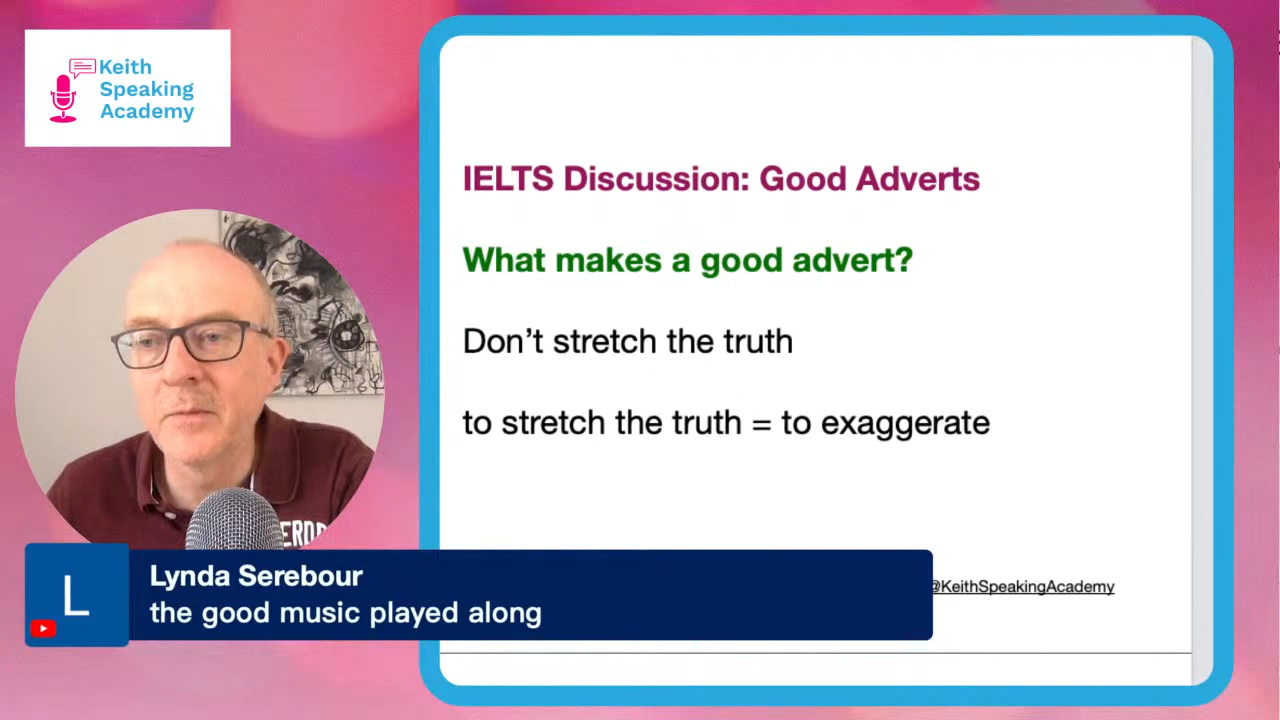 Keith
Speaking
Academy
IELTS Discussion: Good Adverts
What makes a good advert?
Don’t stretch the truth
to stretch the truth = to exaggerate
@KeithSpeakingAcademy
L
Lynda Serebour
the good music played along